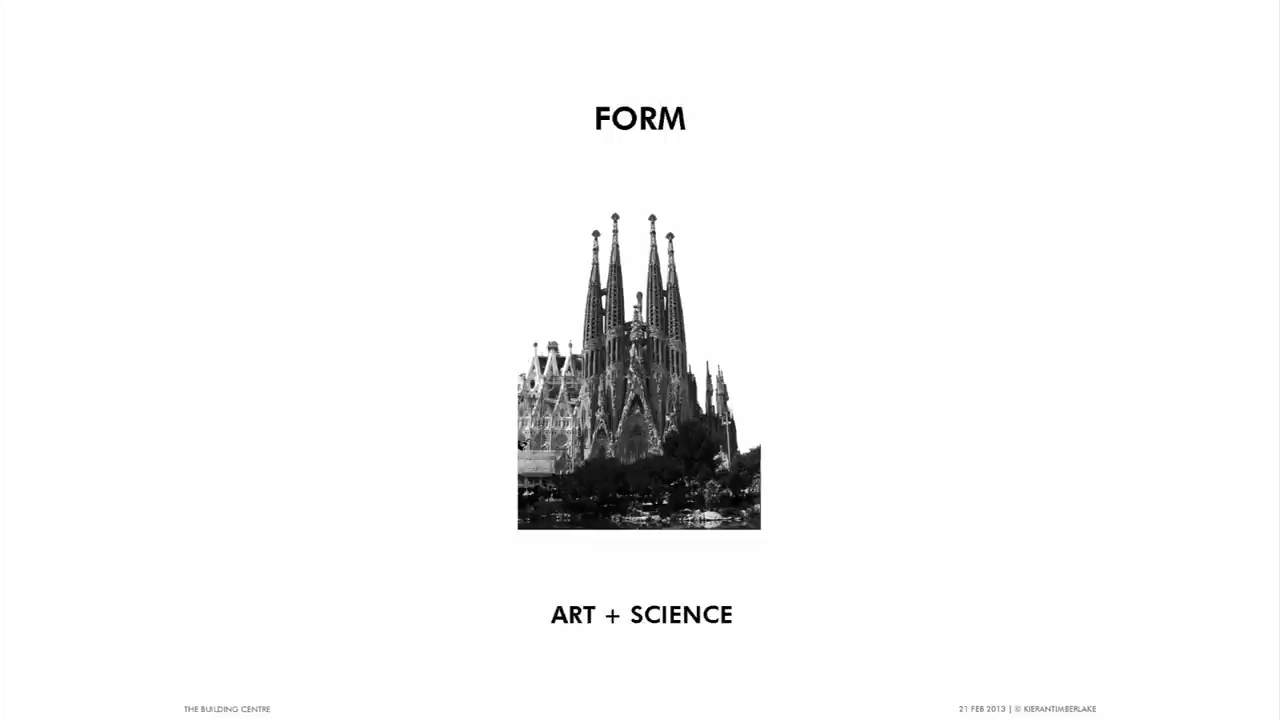 FORM
ART + SCIENCE
THE BUILDING CENTRE
21 FEB 2013 | © KIERANTIMBERLAKE